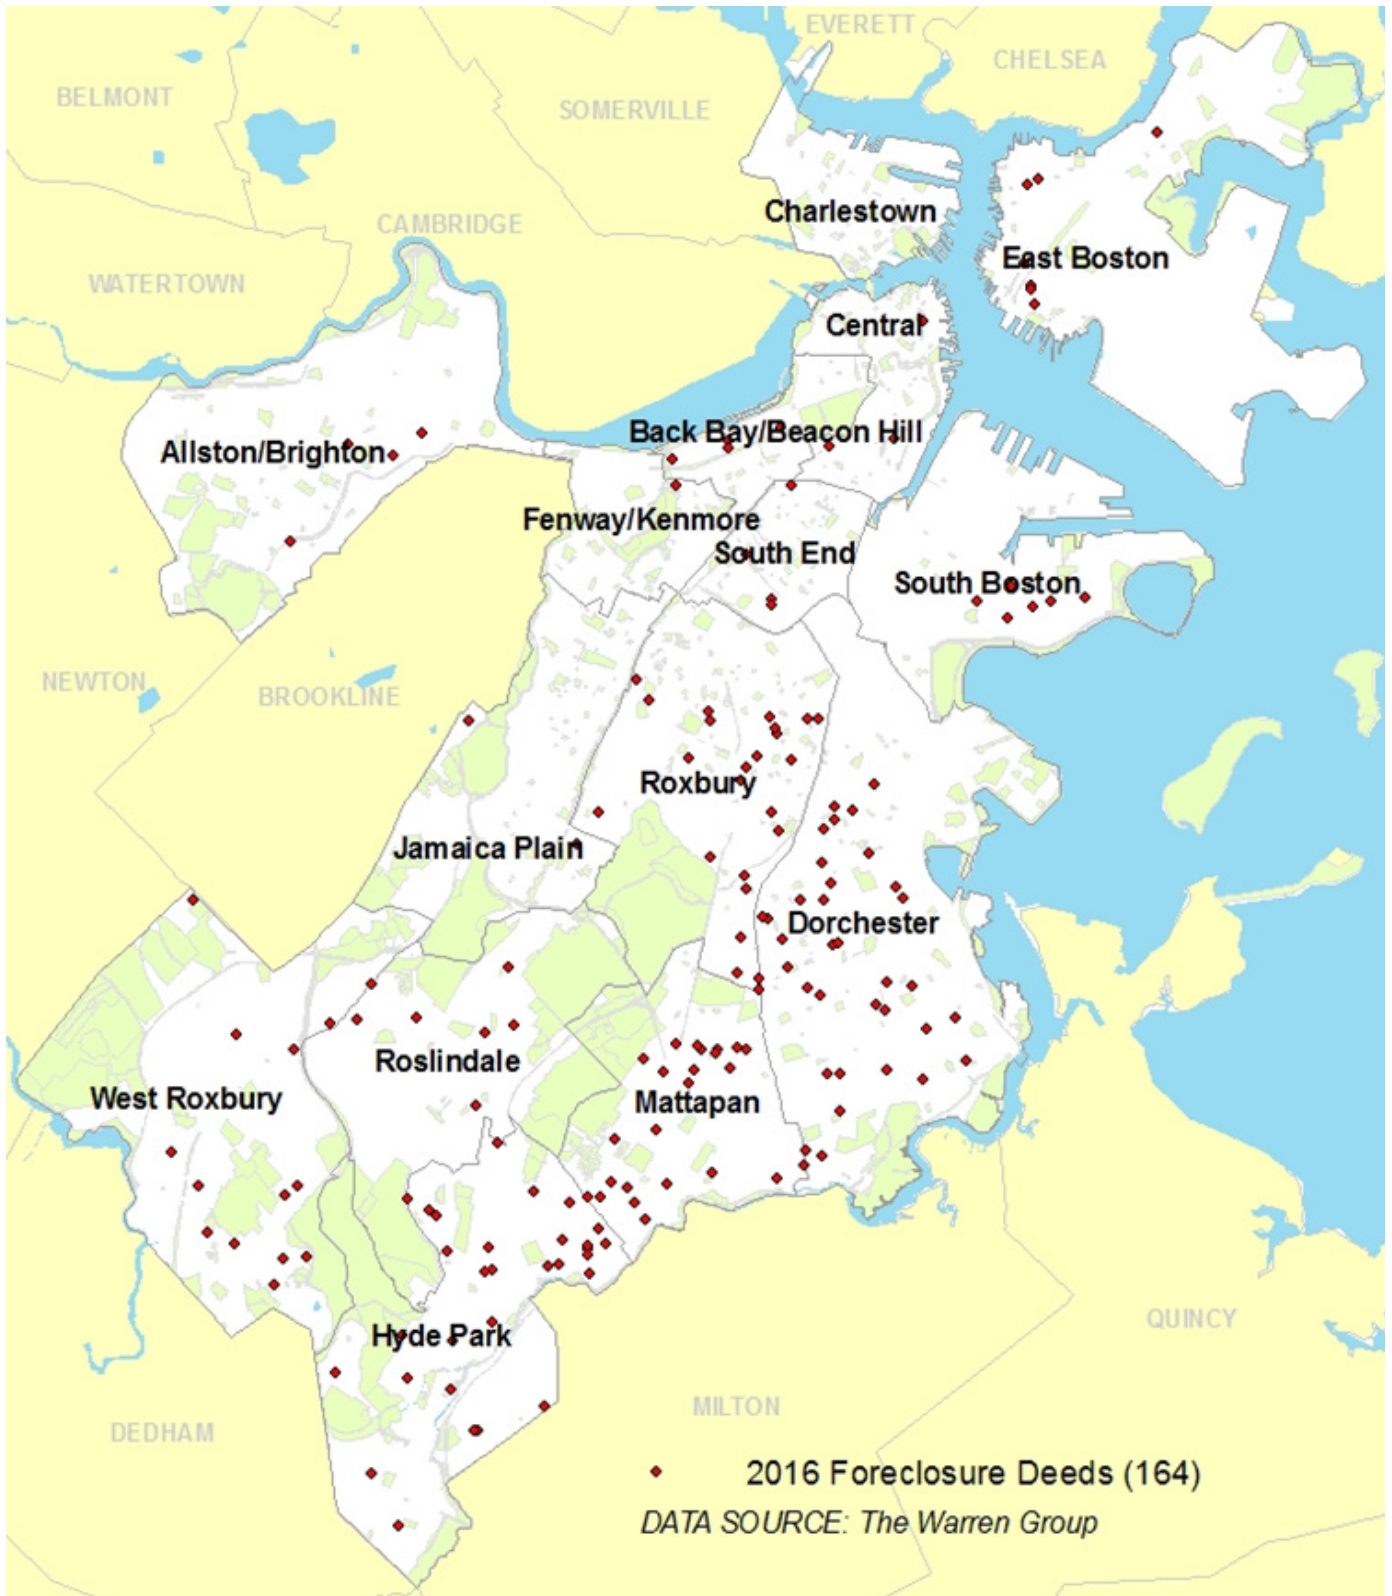 EVERETT
CHELSEA
BELMONT
SOMERVILLE
Charlestown
CAMBRIDGE
East Boston
WATERTOWN
Central
Back Bay/Beacon Hill
Allston/Brighton
Fenway/Kenmore
South End
South Boston
NEWTON
BROOKLINE
Roxbury
Jamaica Plain
Dorchester
Roslindale
West Roxbury
Mattapan
QUINCY
Hyde Park
MILTON
DEDHAM
2016 Foreclosure Deeds (164)
DATA SOURCE: The Warren Group